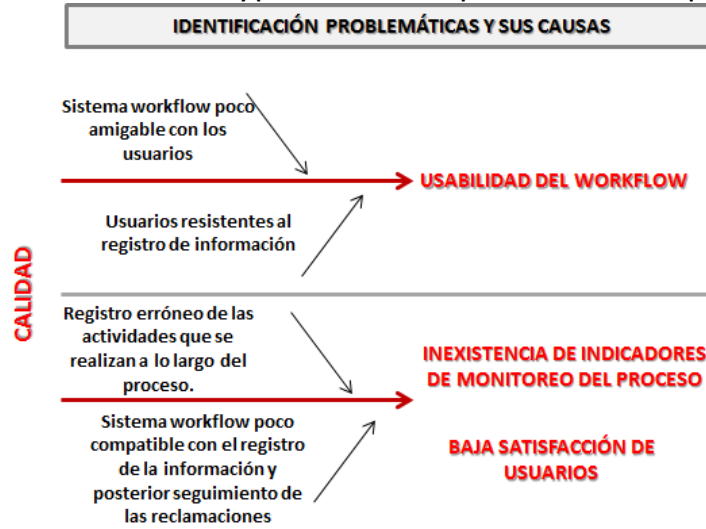 IDENTIFICACIÓN PROBLEMÁTICAS Y SUS CAUSAS
Sistema workflow poco
amigable con los
usuarios
USABILIDAD DEL WORKFLOW
Usuarios resistentes al
registro de información
CALIDAD
Registro erróneo de las
actividades que se
realizan a lo largo del
proceso.
INEXISTENCIA DE INDICADORES
DE MONITOREO DEL PROCESO
Sistema workflow poco
compatible con el registro
de la información y
posterior seguimiento de
las reclamaciones
BAJA SATISFACCIÓN DE
USUARIOS